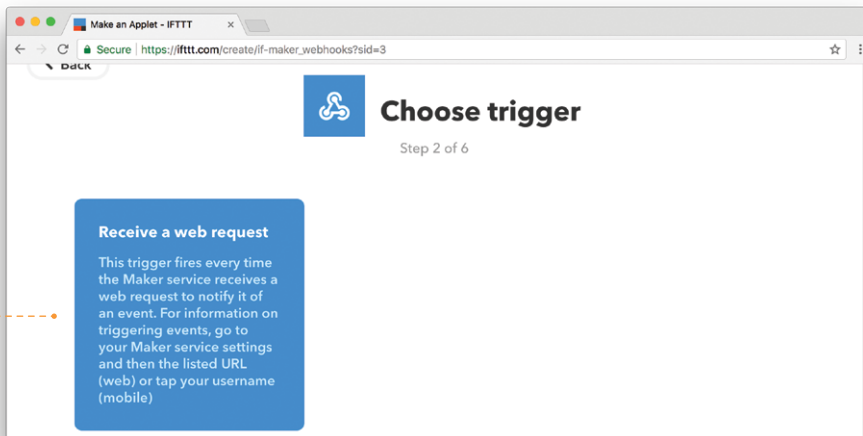 Make an Applet - IFTTT
Secure https://ifttt.com/create/if-maker_webhooks?sid=3
Back
Choose trigger
Step 2 of 6
Receive a web request
This trigger fires every time
the Maker service receives a
web request to notify it of
an event. For information on
triggering events, go to
your Maker service settings
and then the listed URL
(web) or tap your username
(mobile)